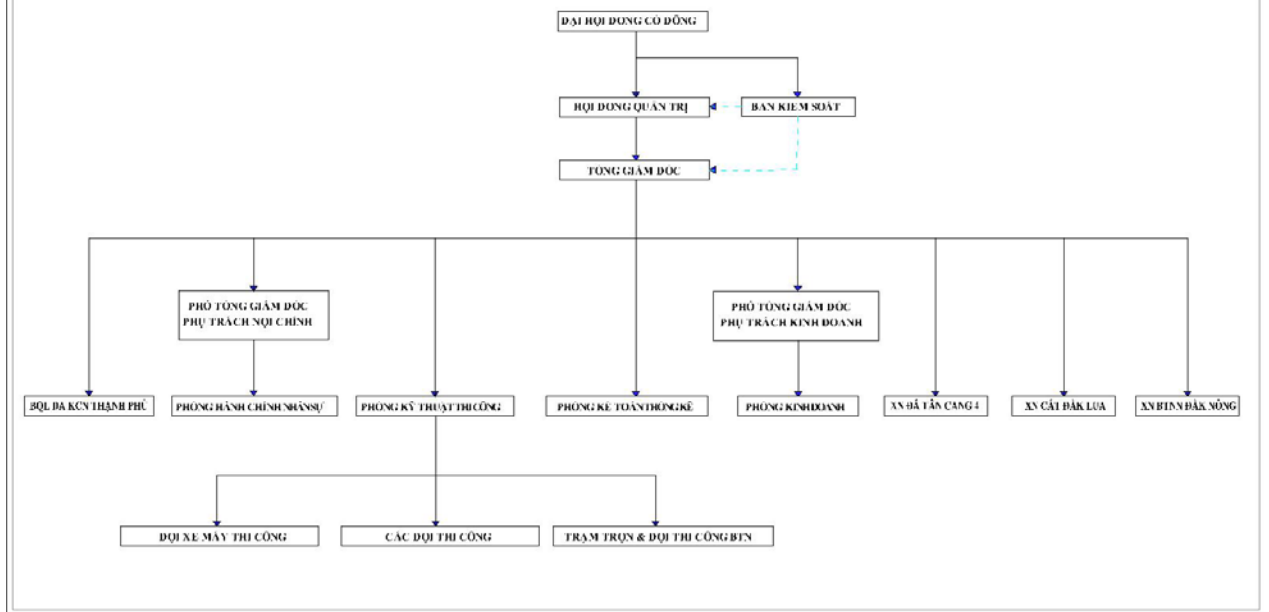 ĐẠI HỘI ĐỒNG CỔ ĐÔNG
HỘI ĐỒNG QUẢN TRỊ
BAN KIỂM SOÁT
TỔNG GIÁM ĐỐC
PHÓ TỔNG GIÁM ĐỐC
PHỤ TRÁCH NỘI CHÍNH
PHÓ TỔNG GIÁM ĐỐC
PHỤ TRÁCH KINH DOANH
BQL DA KCN THẠNH PHÚ
PHÒNG HÀNH CHÍNH NHÂN SỰ
PHÒNG KỸ THUẬT THI CÔNG
PHÒNG KẾ TOÁN THỐNG KÊ
PHÒNG KINH DOANH
XN ĐÁ TÂN CANG 4
XN CÁT ĐĂK LUA
XN BTNN ĐĂK NÔNG
ĐỘI XE MÁY THI CÔNG
CÁC ĐỘI THI CÔNG
TRẠM TRỘN & ĐỘI THI CÔNG BTN